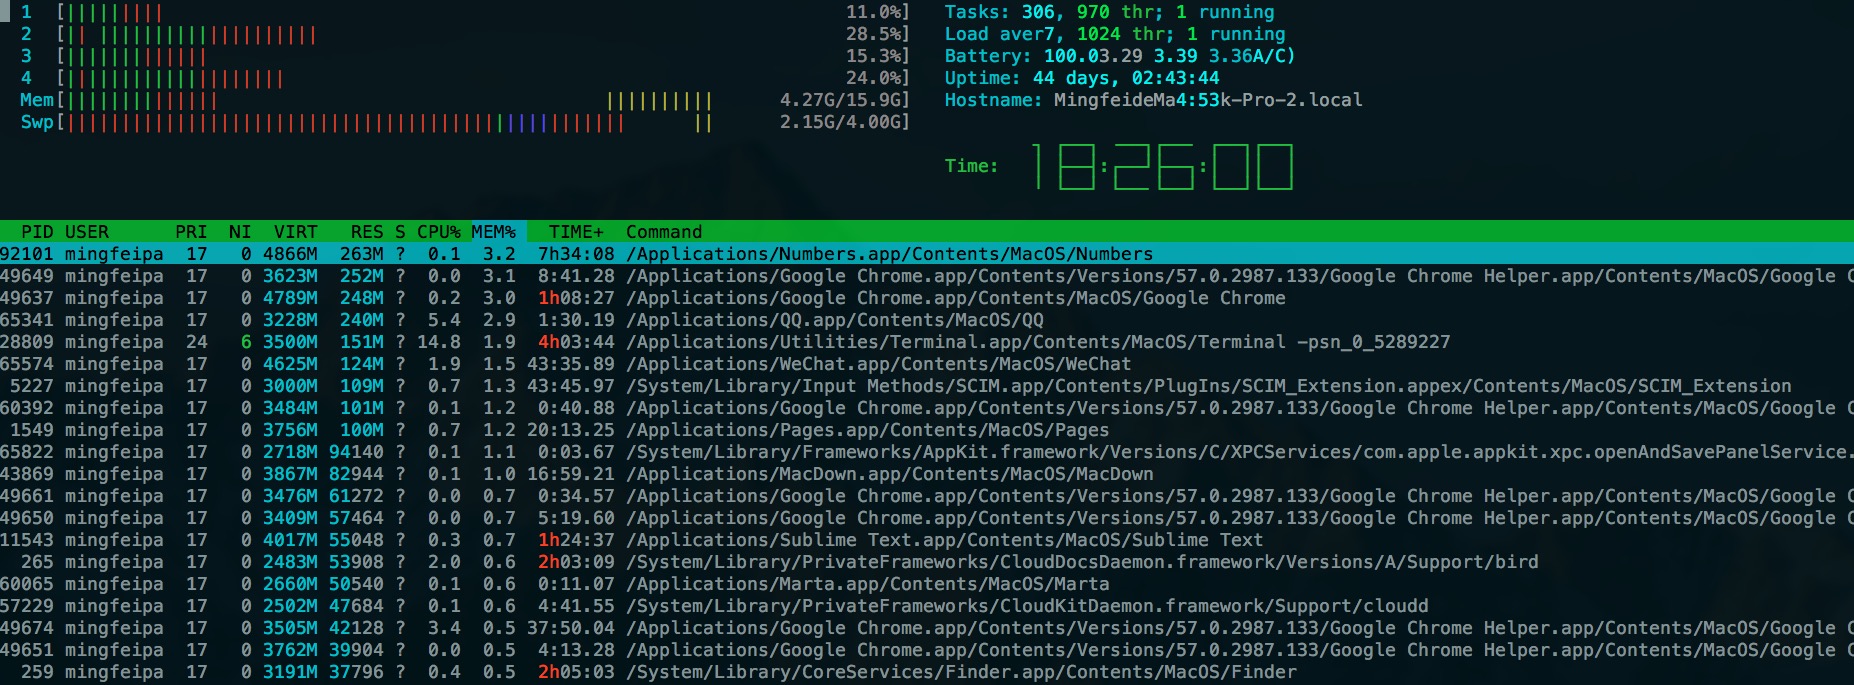 1 [||||||||| 11.0%] Tasks: 306, 970 thr; 1 running
2 [|| |||||||||||||||||||| 28.5%] Load aver7, 1024 thr; 1 running
3 [||||||||||||| 15.3%] Battery: 100.03.29 3.39 3.36A/C)
4 [|||||||||||||||||||| 24.0%] Uptime: 44 days, 02:43:44
Mem[|||||||||||||| |||||||||| 4.27G/15.9G] Hostname: MingfeideMa4:53k-Pro-2.local
Swp[|||||||||||||||||||||||||||||||||||||||||||||||||||| || 2.15G/4.00G]
Time: 18:26:00
PID USER PRI NI VIRT RES S CPU% MEM% TIME+ Command
92101 mingfeipa 17 0 4866M 263M ? 0.1 3.2 7h34:08 /Applications/Numbers.app/Contents/MacOS/Numbers
49649 mingfeipa 17 0 3623M 252M ? 0.0 3.1 8:41.28 /Applications/Google Chrome.app/Contents/Versions/57.0.2987.133/Google Chrome Helper.app/Contents/MacOS/Google C
49637 mingfeipa 17 0 4789M 248M ? 0.2 3.0 1h08:27 /Applications/Google Chrome.app/Contents/MacOS/Google Chrome
65341 mingfeipa 17 0 3228M 240M ? 5.4 2.9 1:30.19 /Applications/QQ.app/Contents/MacOS/QQ
28809 mingfeipa 24 6 3500M 151M ? 14.8 1.9 4h03:44 /Applications/Utilities/Terminal.app/Contents/MacOS/Terminal -psn_0_5289227
65574 mingfeipa 17 0 4625M 124M ? 1.9 1.5 43:35.89 /Applications/WeChat.app/Contents/MacOS/WeChat
5227 mingfeipa 17 0 3000M 109M ? 0.7 1.3 43:45.97 /System/Library/Input Methods/SCIM.app/Contents/PlugIns/SCIM_Extension.appex/Contents/MacOS/SCIM_Extension
60392 mingfeipa 17 0 3484M 101M ? 0.1 1.2 0:40.88 /Applications/Google Chrome.app/Contents/Versions/57.0.2987.133/Google Chrome Helper.app/Contents/MacOS/Google C
1549 mingfeipa 17 0 3756M 100M ? 0.7 1.2 20:13.25 /Applications/Pages.app/Contents/MacOS/Pages
65822 mingfeipa 17 0 2718M 94140 ? 0.1 1.1 0:03.67 /System/Library/Frameworks/AppKit.framework/Versions/C/XPCServices/com.apple.appkit.xpc.openAndSavePanelService.
43869 mingfeipa 17 0 3867M 82944 ? 0.1 1.0 16:59.21 /Applications/MacDown.app/Contents/MacOS/MacDown
49661 mingfeipa 17 0 3476M 61272 ? 0.0 0.7 0:34.57 /Applications/Google Chrome.app/Contents/Versions/57.0.2987.133/Google Chrome Helper.app/Contents/MacOS/Google C
49650 mingfeipa 17 0 3409M 57464 ? 0.0 0.7 5:19.60 /Applications/Google Chrome.app/Contents/Versions/57.0.2987.133/Google Chrome Helper.app/Contents/MacOS/Google C
11543 mingfeipa 17 0 4017M 55048 ? 0.3 0.7 1h24:37 /Applications/Sublime Text.app/Contents/MacOS/Sublime Text
265 mingfeipa 17 0 2483M 53908 ? 2.0 0.6 2h03:09 /System/Library/PrivateFrameworks/CloudDocsDaemon.framework/Versions/A/Support/bird
60065 mingfeipa 17 0 2660M 50540 ? 0.1 0.6 0:11.07 /Applications/Marta.app/Contents/MacOS/Marta
57229 mingfeipa 17 0 2502M 47684 ? 0.1 0.6 4:41.55 /System/Library/PrivateFrameworks/CloudKitDaemon.framework/Support/cloudd
49674 mingfeipa 17 0 3505M 42128 ? 3.4 0.5 37:50.04 /Applications/Google Chrome.app/Contents/Versions/57.0.2987.133/Google Chrome Helper.app/Contents/MacOS/Google C
49651 mingfeipa 17 0 3762M 39904 ? 0.0 0.5 4:13.28 /Applications/Google Chrome.app/Contents/Versions/57.0.2987.133/Google Chrome Helper.app/Contents/MacOS/Google C
259 mingfeipa 17 0 3191M 37796 ? 0.4 0.5 2h05:03 /System/Library/CoreServices/Finder.app/Contents/MacOS/Finder